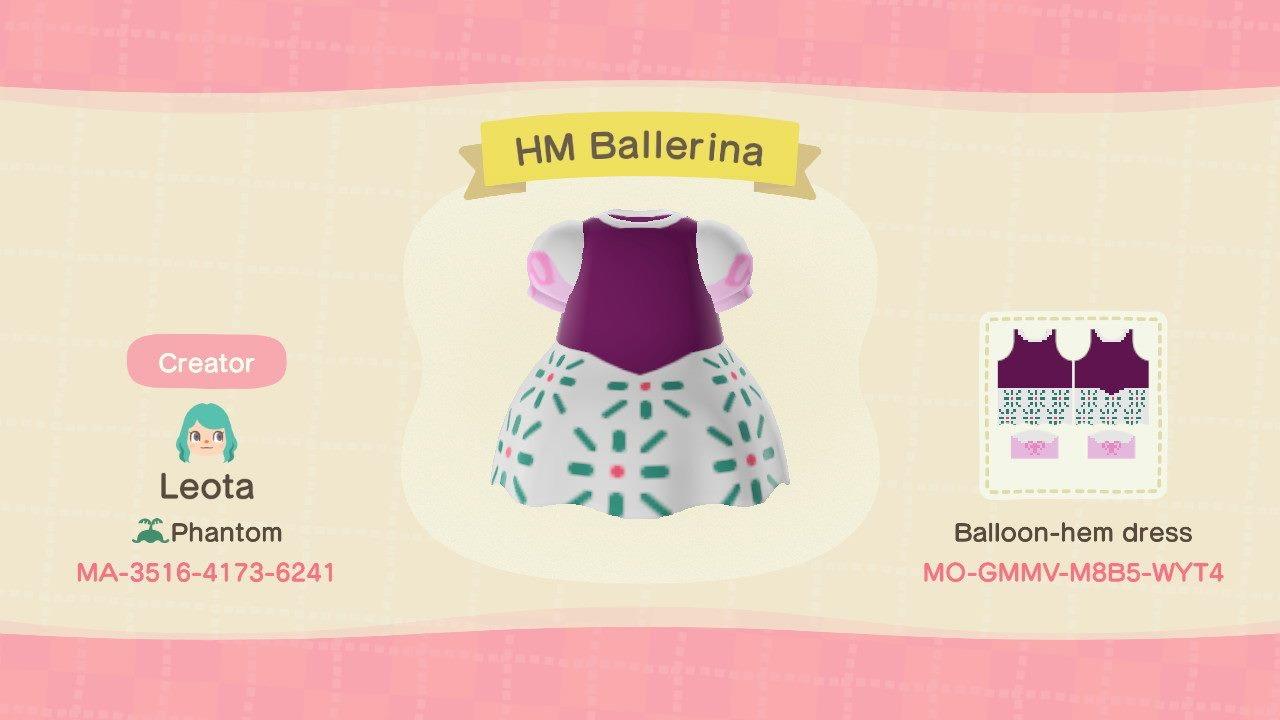 HM Ballerina
Creator
Leota
Phantom
MA-3516-4173-6241
Balloon-hem dress
MO-GMMV-M8B5-WYT4